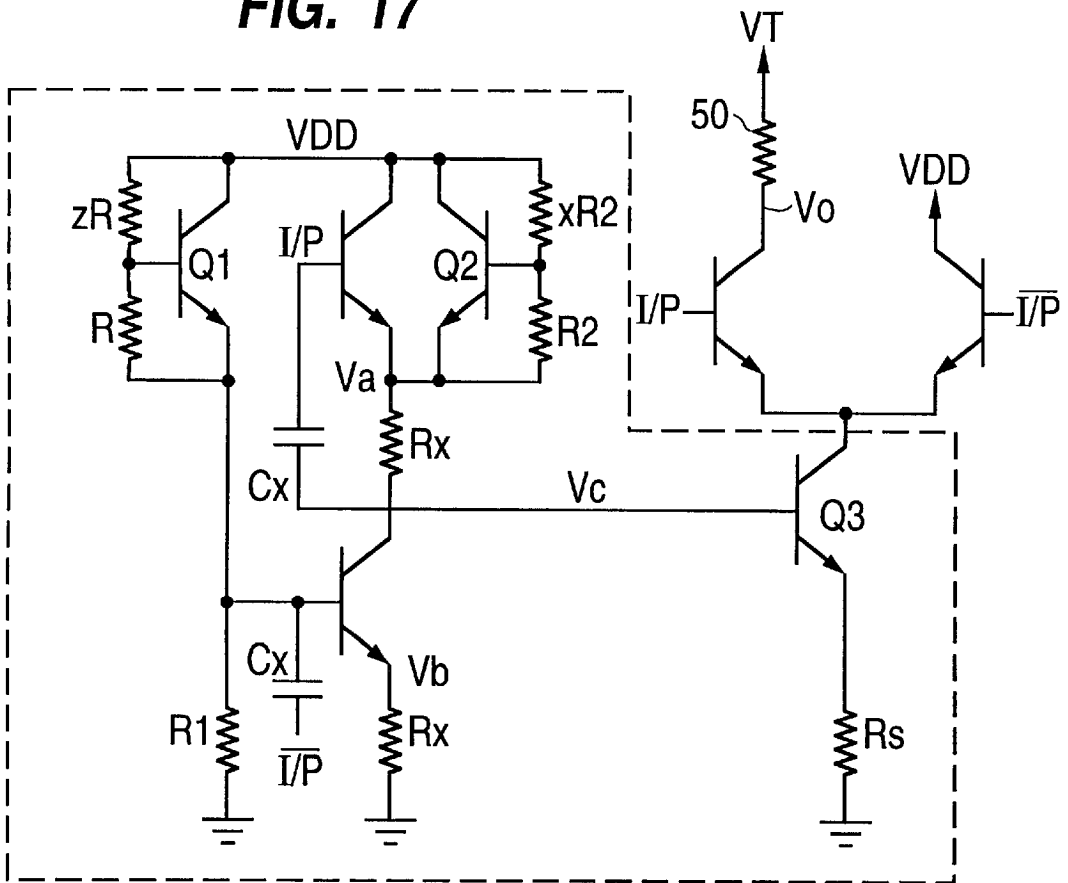 FIG. 17
VT
50
VDD
VDD
zR
I/P
xR2
Vo
Q1
Q2
R
R2
I/P
I/P
Va
Rx
Cx
Vc
Q3
Cx
Vb
R1
Rx
Rs
I/P